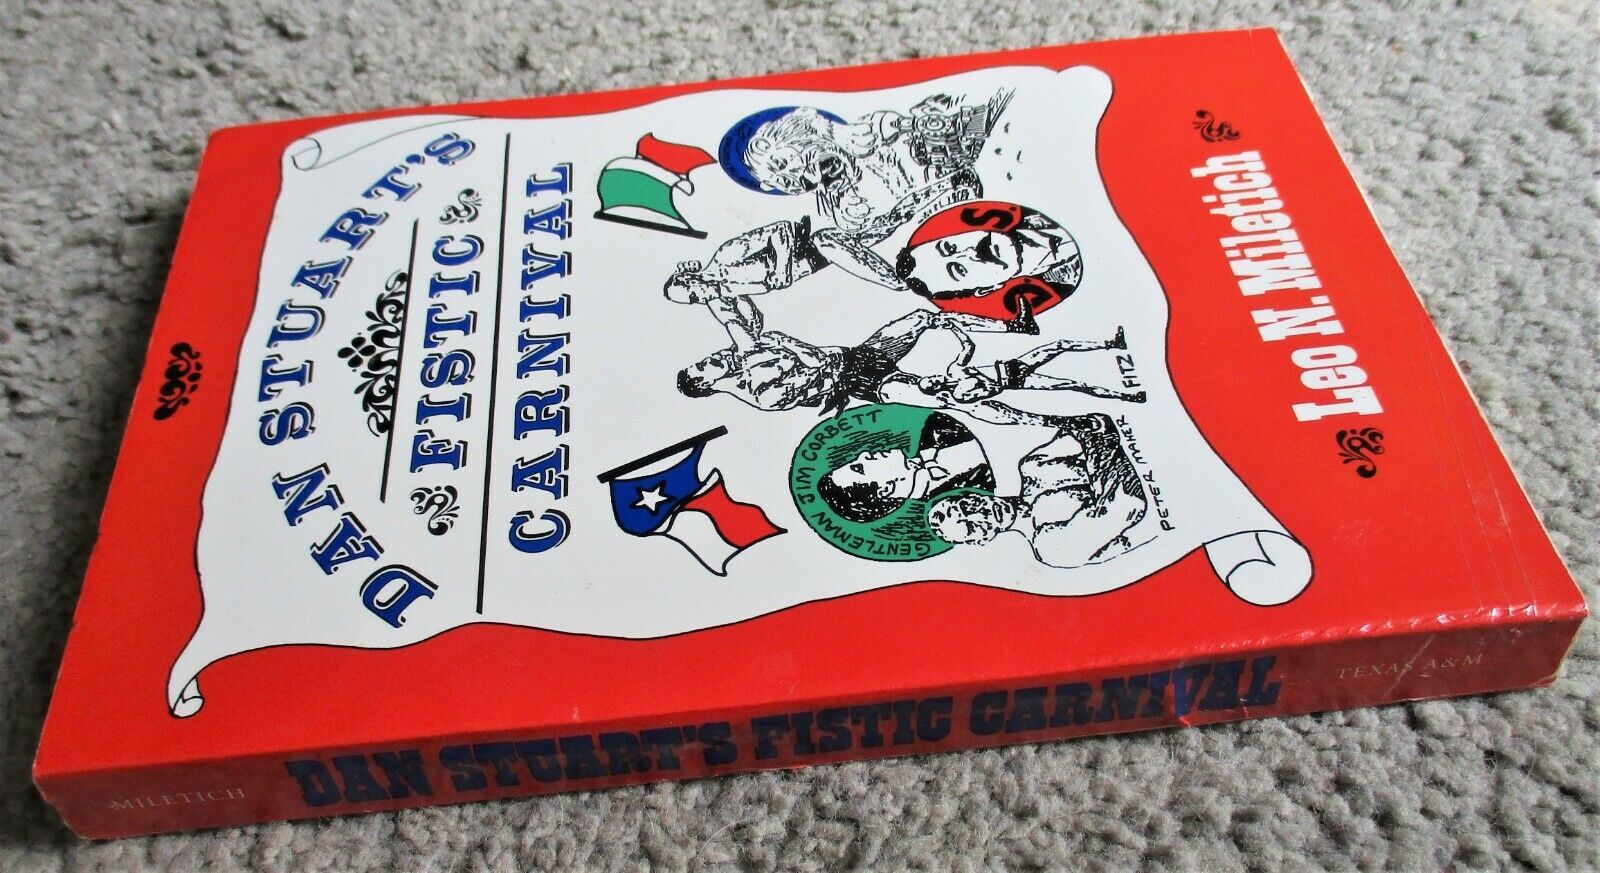 DAN STUART'S
FISTIC
CARNIVAL
D. S.
GENTLEMAN JIM CORBETT
FITZ
PETER MAHER
Leo N. Miletich
MILETICH
DAN STUART'S FISTIC CARNIVAL
TEXAS A&M